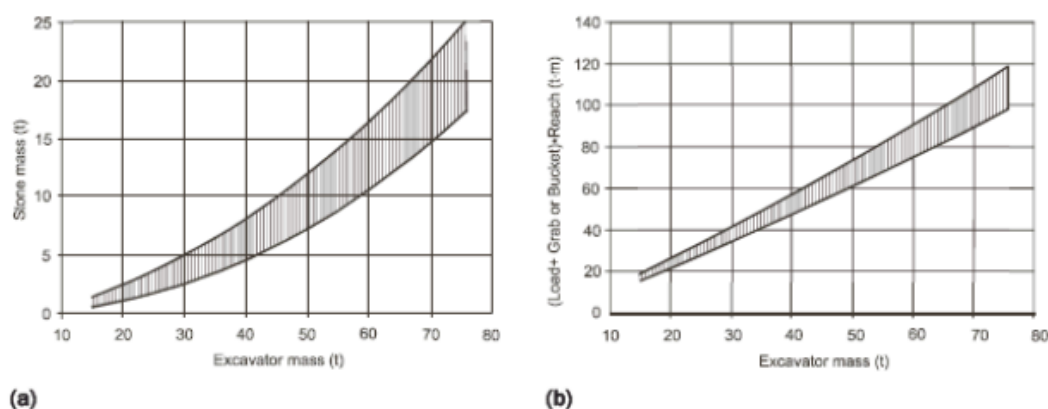 25
20
15
10
5
0
10 20 30 40 50 60 70 80
Stone mass (t)
Excavator mass (t)
(a)
140
120
100
80
60
40
20
0
10 20 30 40 50 60 70 80
(Load+ Grab or Bucket)•Reach (t·m)
Excavator mass (t)
(b)